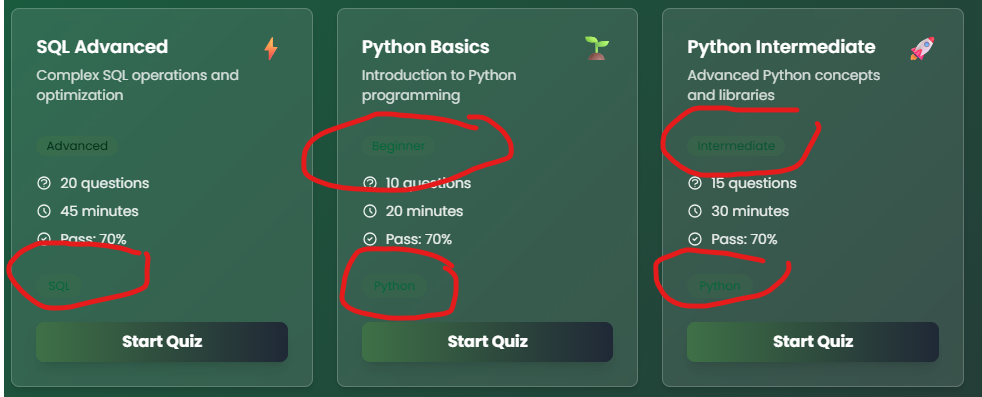 SQL Advanced
Complex SQL operations and
optimization
Advanced
20 questions
45 minutes
Pass: 70%
SQL
Start Quiz
Python Basics
Introduction to Python
programming
Beginner
10 questions
20 minutes
Pass: 70%
Python
Start Quiz
Python Intermediate
Advanced Python concepts
and libraries
Intermediate
15 questions
30 minutes
Pass: 70%
Python
Start Quiz